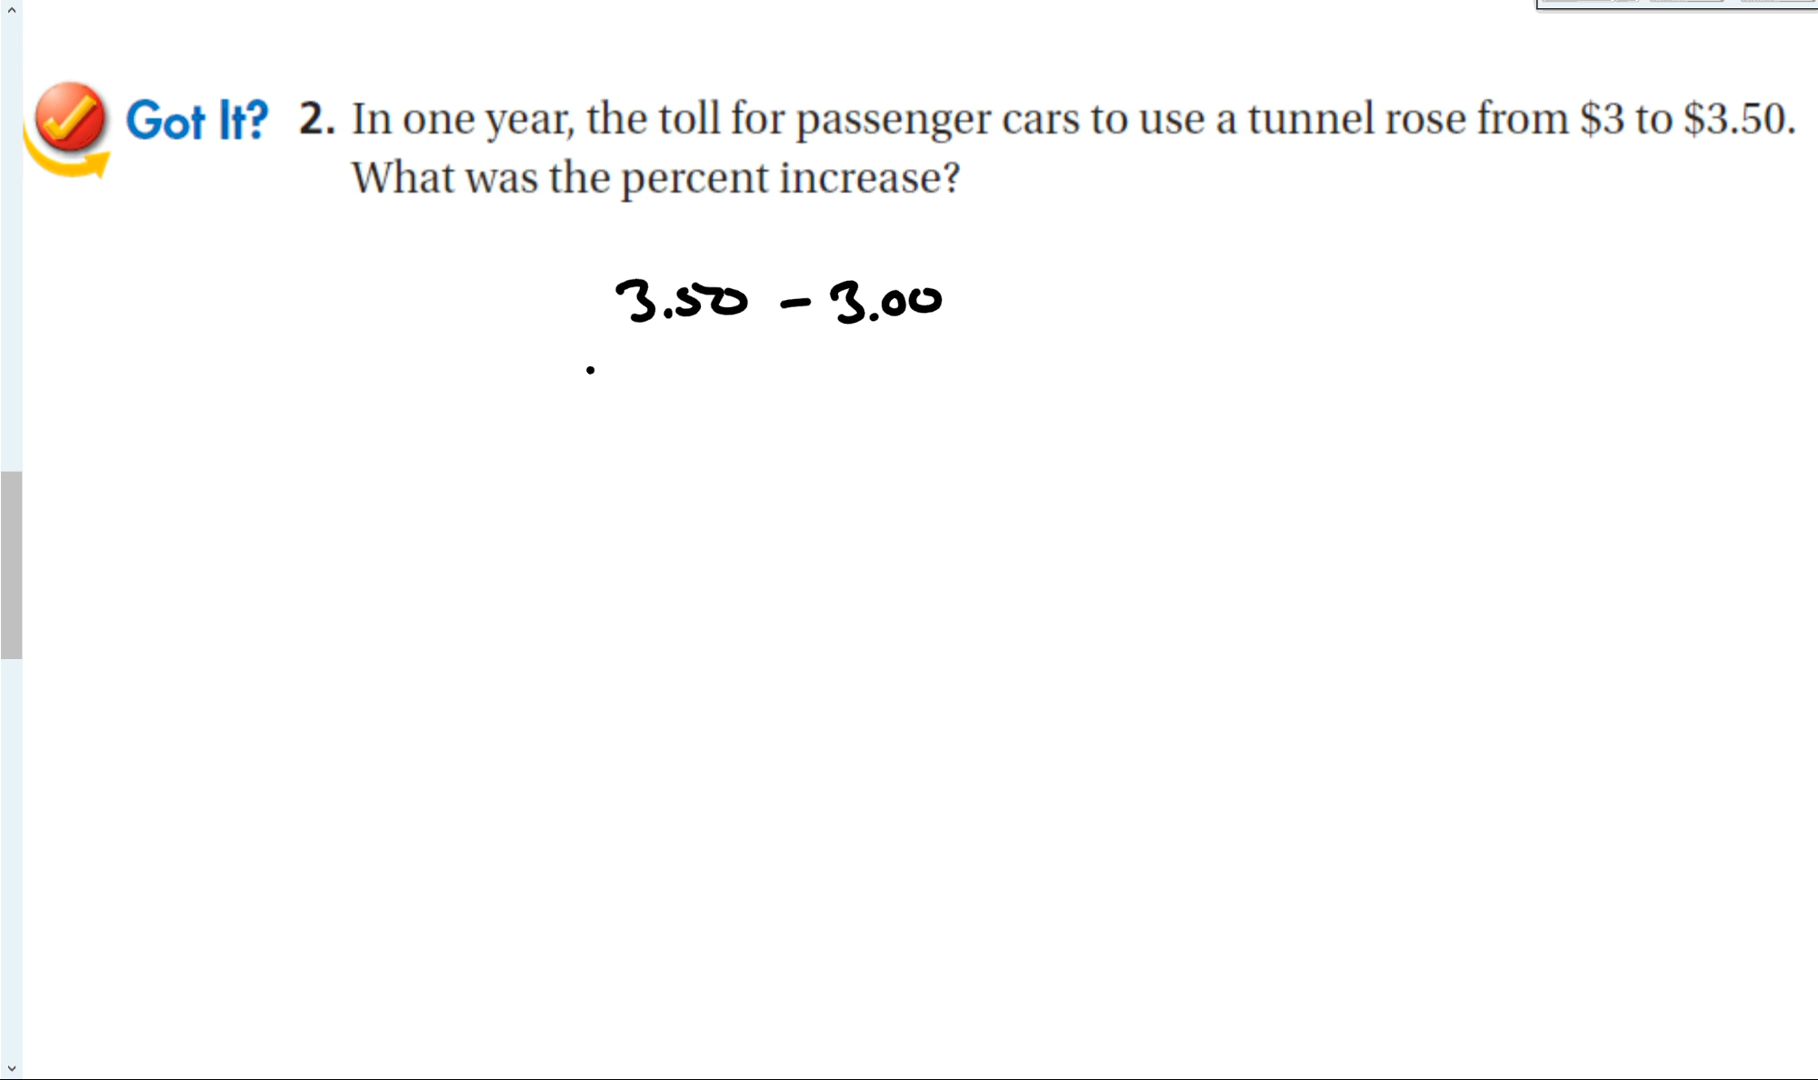 Got It? 2. In one year, the toll for passenger cars to use a tunnel rose from $3 to $3.50.
What was the percent increase?
3.50 - 3.00